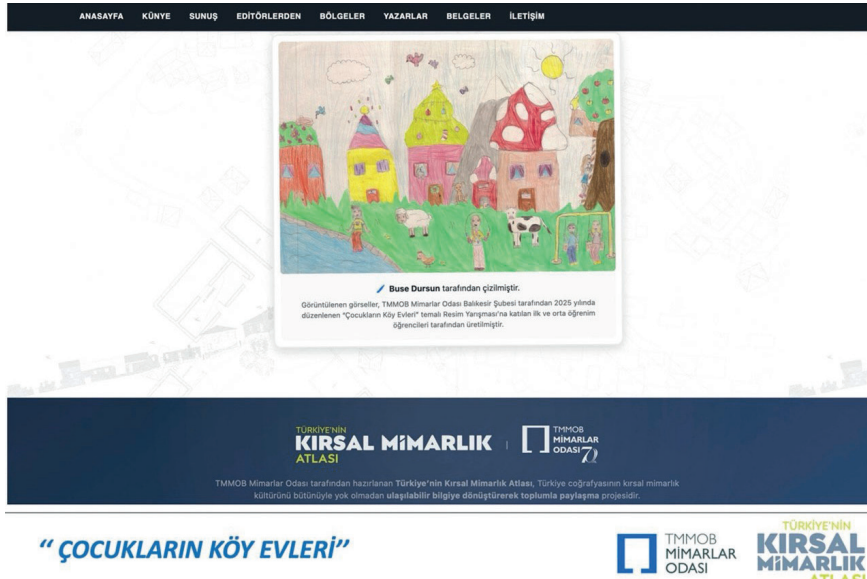 ANASAYFA KÜNYE SUNUŞ EDİTÖRLERDEN BÖLGELER YAZARLAR BELGELER İLETİŞİM
Buse Dursun tarafından çizilmiştir.
Görüntülenen görseller, TMMOB Mimarlar Odası Balıkesir Şubesi tarafından 2025 yılında
düzenlenen "Çocukların Köy Evleri" temalı Resim Yarışması'na katılan ilk ve orta öğrenim
öğrencileri tarafından üretilmiştir.
TÜRKİYE'NİN
KIRSAL MİMARLIK
ATLASI
TMMOB
MİMARLAR
ODASI 70
TMMOB Mimarlar Odası tarafından hazırlanan Türkiye'nin Kırsal Mimarlık Atlası, Türkiye coğrafyasının kırsal mimarlık
kültürünü bütünüyle yok olmadan ulaşılabilir bilgiye dönüştürerek toplumla paylaşma projesidir.
“ ÇOCUKLARIN KÖY EVLERİ”
TMMOB
MİMARLAR
ODASI
TÜRKİYE'NİN
KIRSAL
MİMARLIK
ATLASI